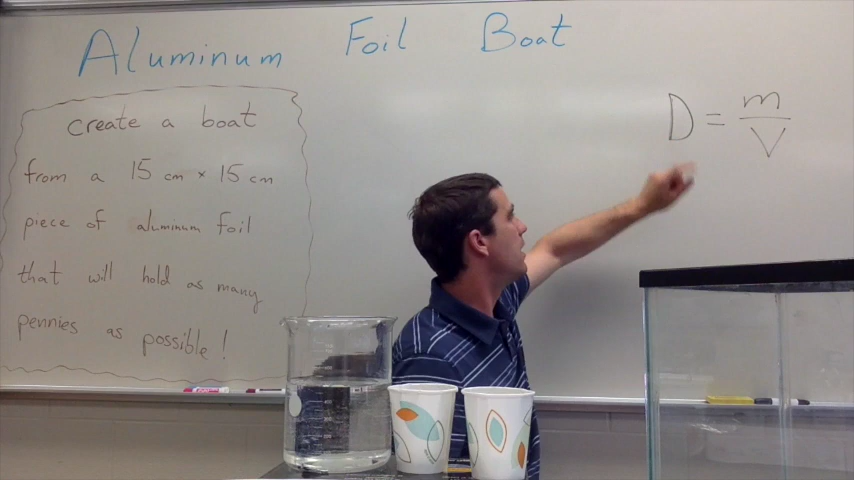 Aluminum Foil Boat
create a boat
from a 15 cm × 15 cm
piece of aluminum foil
that will hold as many
pennies as possible!
D = m/V